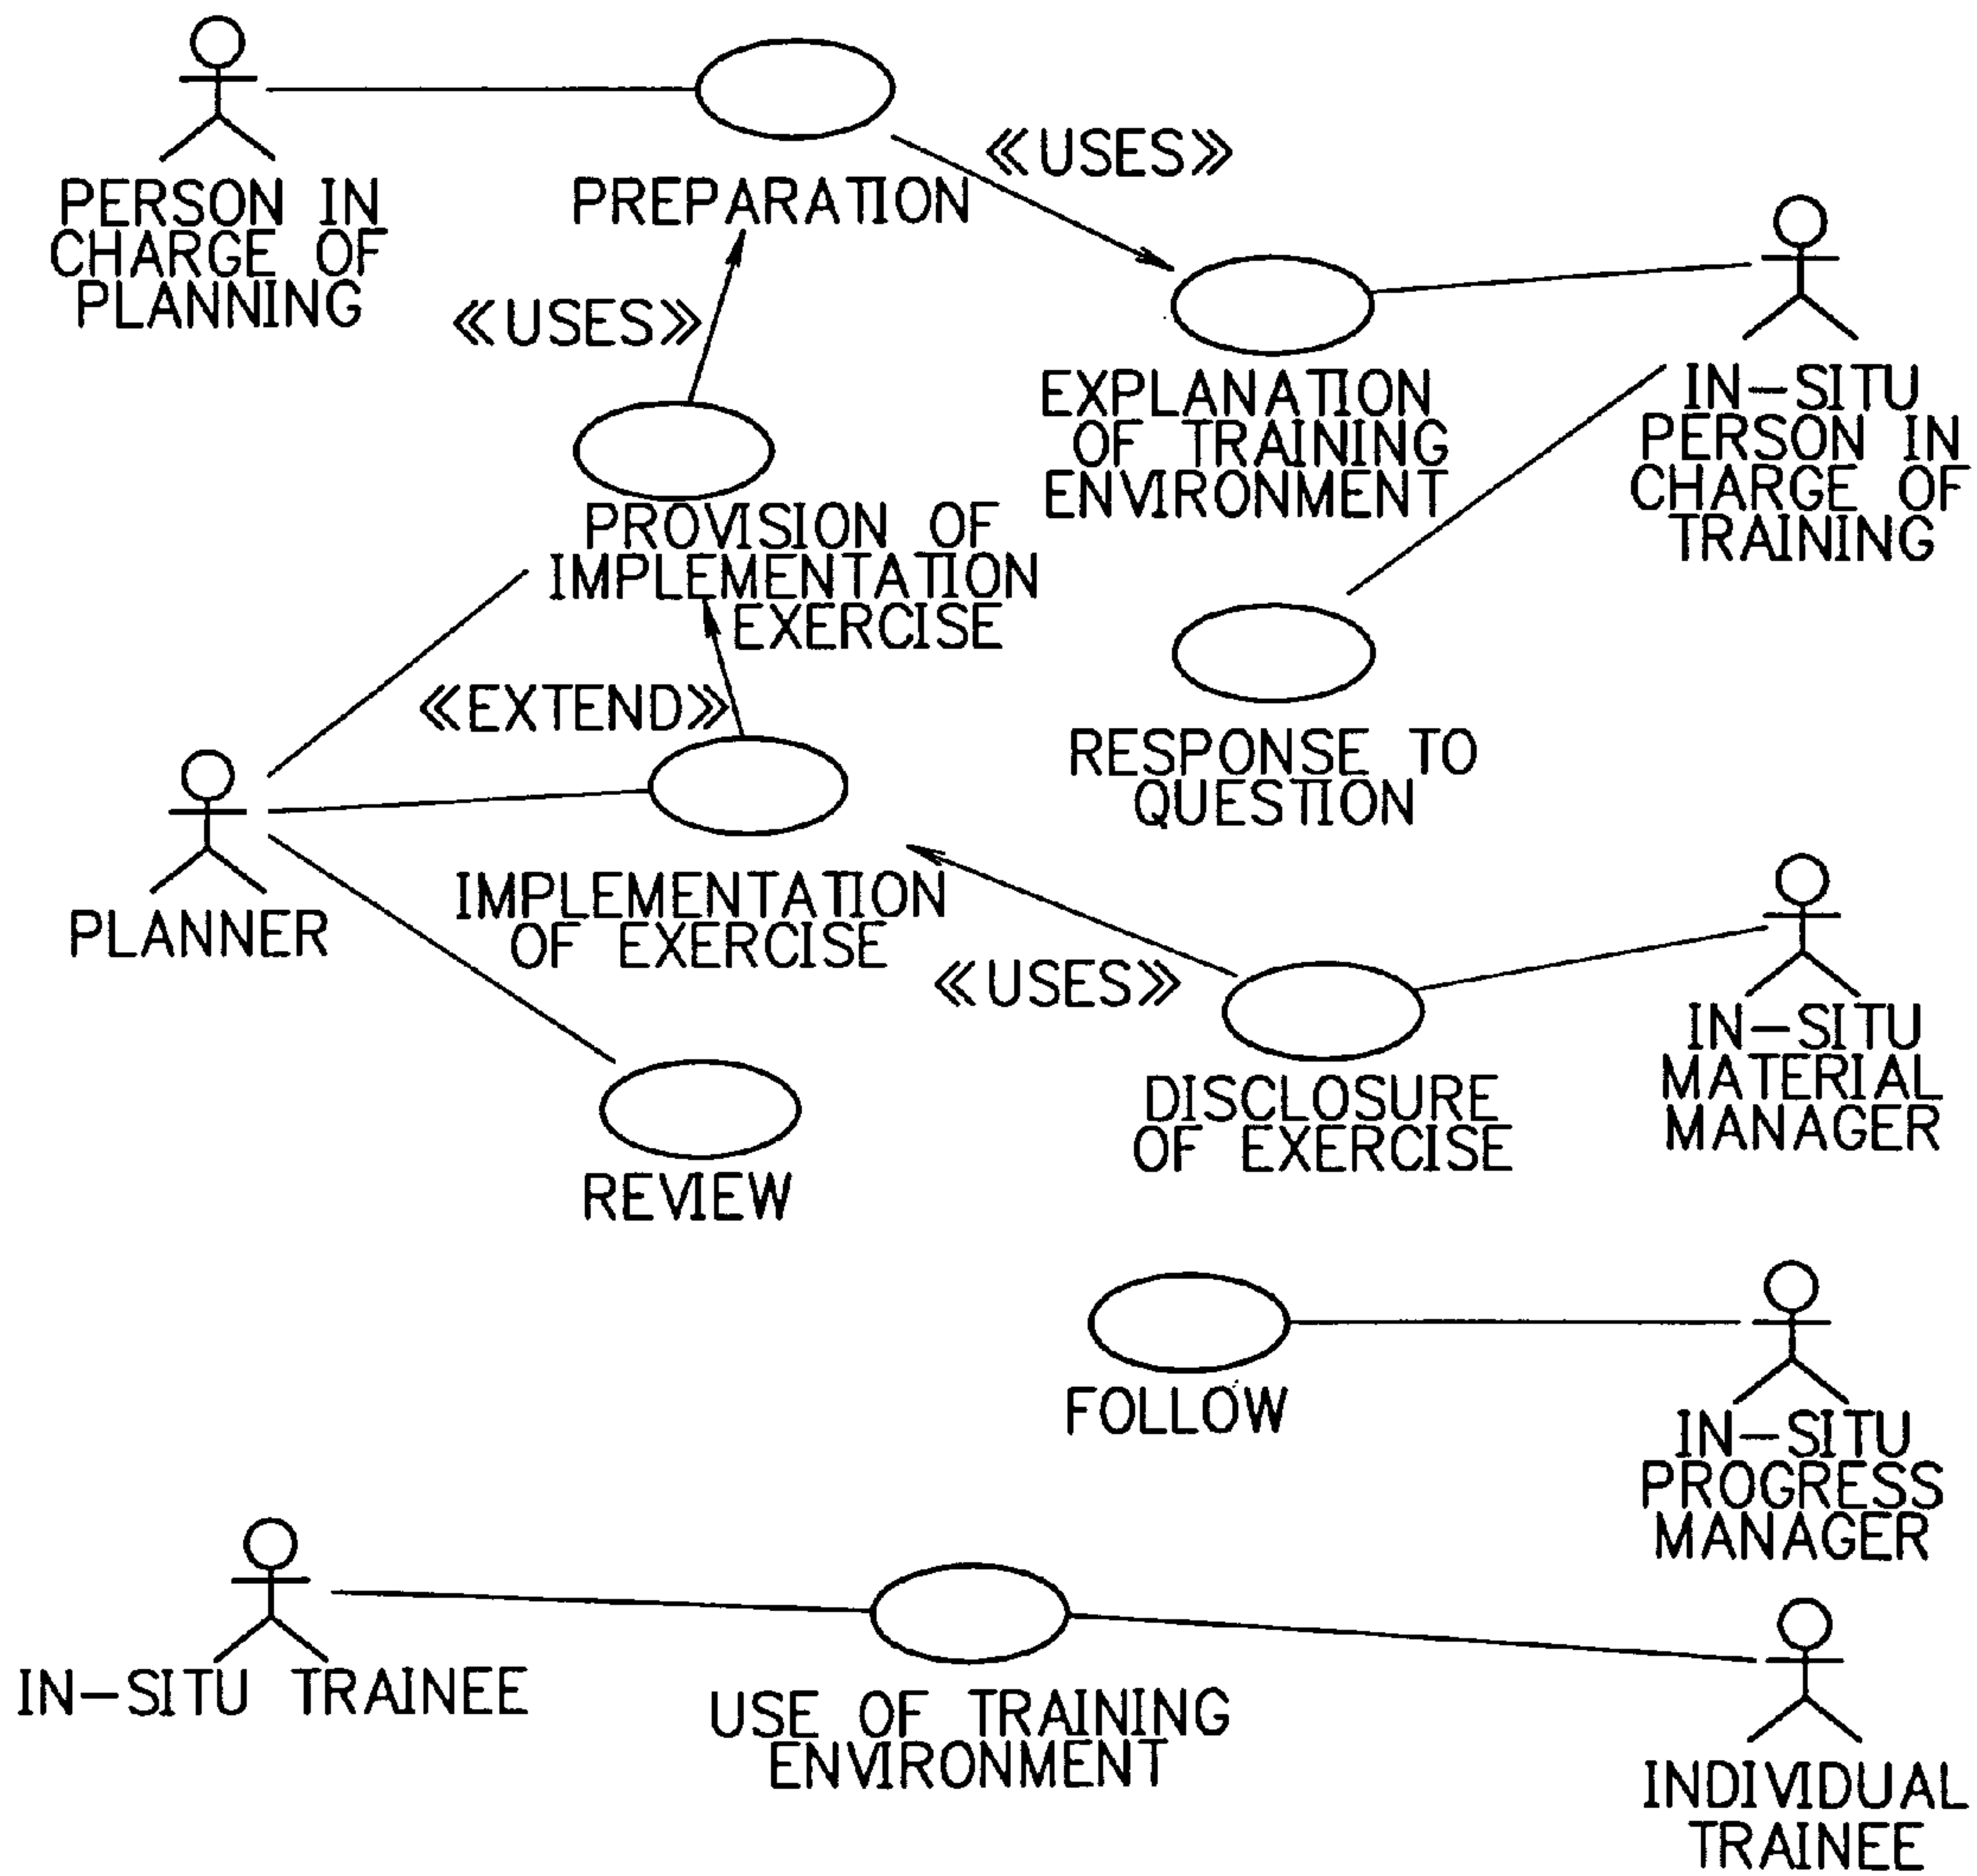 PERSON IN
CHARGE OF
PLANNING
PREPARATION
≪USES≫
≪USES≫
EXPLANATION
OF TRAINING
ENVIRONMENT
IN-SITU
PERSON IN
CHARGE OF
TRAINING
PROVISION OF
IMPLEMENTATION
EXERCISE
≪EXTEND≫
RESPONSE TO
QUESTION
PLANNER
IMPLEMENTATION
OF EXERCISE
≪USES≫
DISCLOSURE
OF EXERCISE
IN-SITU
MATERIAL
MANAGER
REVIEW
FOLLOW
IN-SITU
PROGRESS
MANAGER
IN-SITU TRAINEE
USE OF TRAINING
ENVIRONMENT
INDIVIDUAL
TRAINEE